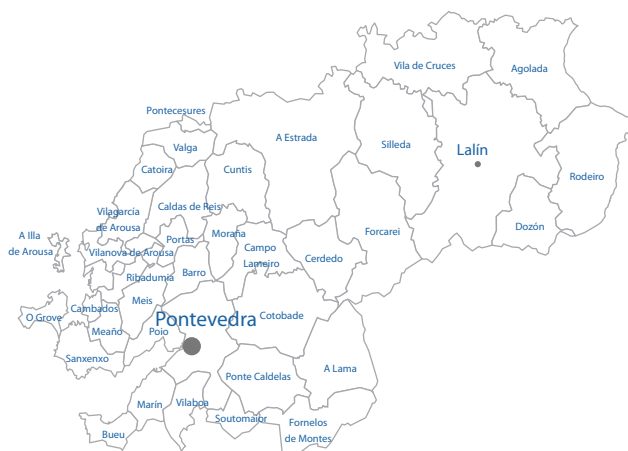 Vila de Cruces
Agolada
Pontecesures
A Estrada
Silleda
Lalín
Valga
Catoira
Cuntis
Rodeiro
Vilagarcía
de Arousa
Caldas de Reis
A Illa
de Arousa
Vilanova de Arousa
Portas
Moraña
Campo
Lameiro
Cerdedo
Forcarei
Dozón
Ribadumia
Barro
O Grove
Cambados
Meis
Meaño
Poio
Pontevedra
Cotobade
Sanxenxo
Ponte Caldelas
A Lama
Marín
Vilaboa
Soutomaior
Fornelos
de Montes
Bueu